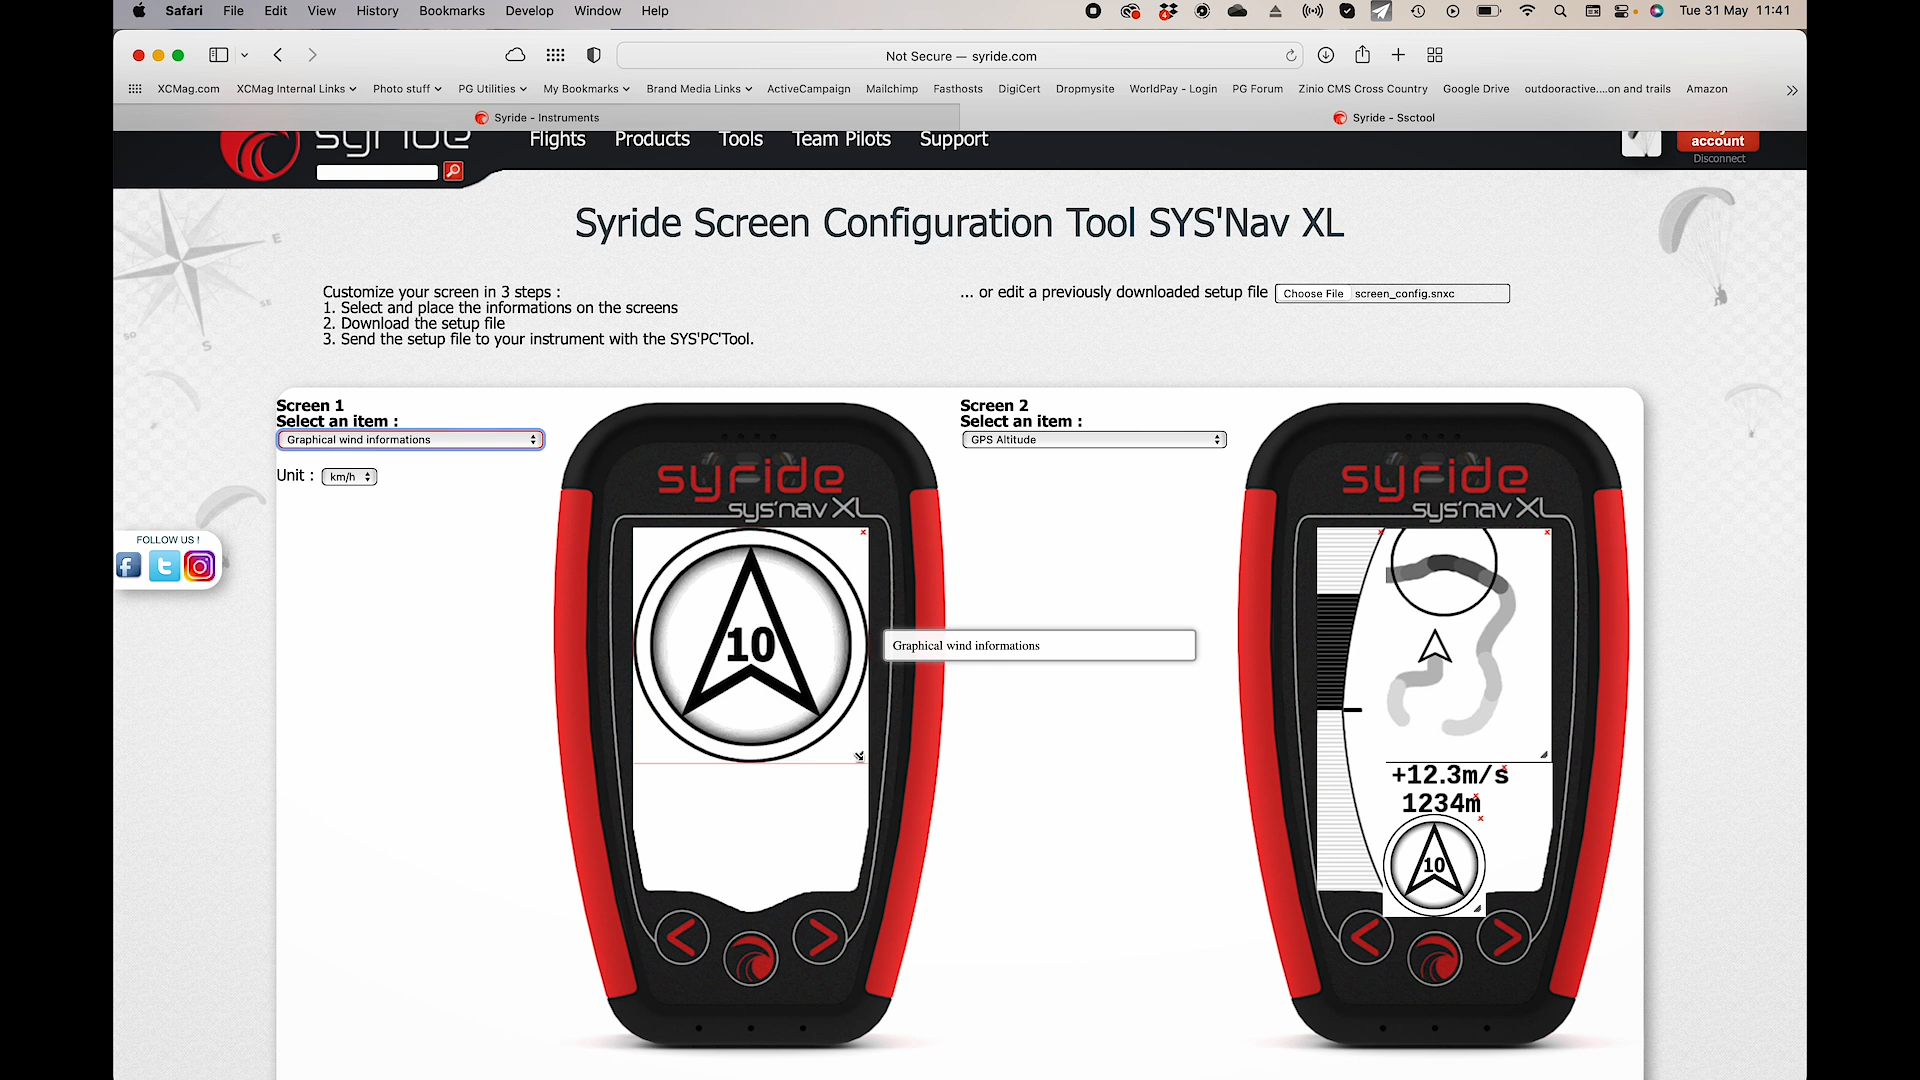 Safari File Edit View History Bookmarks Develop Window Help
4
Tue 31 May 11:41
Not Secure — syride.com
XCMag.com XCMag Internal Links Photo stuff PG Utilities My Bookmarks Brand Media Links ActiveCampaign Mailchimp Fasthosts DigiCert Dropmysite WorldPay - Login PG Forum Zinio CMS Cross Country Google Drive outdooractive....on and trails Amazon
Syride - Instruments
Syride - Ssctool
syride
Flights Products Tools Team Pilots Support
My account
Disconnect
Syride Screen Configuration Tool SYS'Nav XL
E
SE
S
SO
Customize your screen in 3 steps :
1. Select and place the informations on the screens
2. Download the setup file
3. Send the setup file to your instrument with the SYS'PC'Tool.
... or edit a previously downloaded setup file Choose File screen_config.snxc
Screen 1
Select an item :
Graphical wind informations
Unit : km/h
Screen 2
Select an item :
GPS Altitude
syride
sys'nav XL
syride
sys'nav XL
FOLLOW US !
10
Graphical wind informations
+12.3m/s
1234m
10